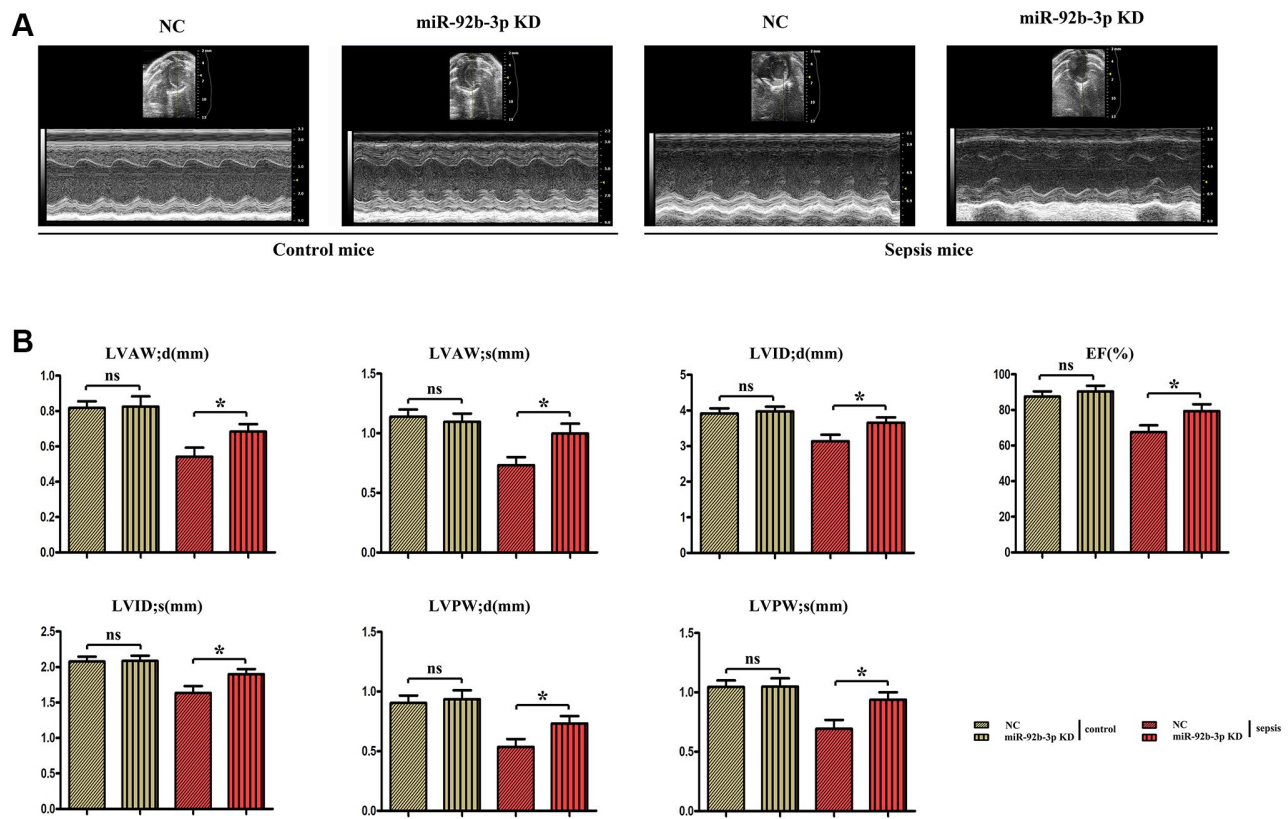 A
NC
miR-92b-3p KD
NC
miR-92b-3p KD
Control mice
Sepsis mice
B
LVAW;d(mm)
1.0
0.8
0.6
0.4
0.2
0.0
ns
*
LVAW;s(mm)
1.5
1.0
0.5
0.0
ns
*
LVID;d(mm)
5
4
3
2
1
0
ns
*
EF(%)
100
80
60
40
20
0
ns
*
LVID;s(mm)
2.5
2.0
1.5
1.0
0.5
0.0
ns
*
LVPW;d(mm)
1.5
1.0
0.5
0.0
ns
*
LVPW;s(mm)
1.5
1.0
0.5
0.0
ns
*
NC
miR-92b-3p KD
control
NC
miR-92b-3p KD
sepsis